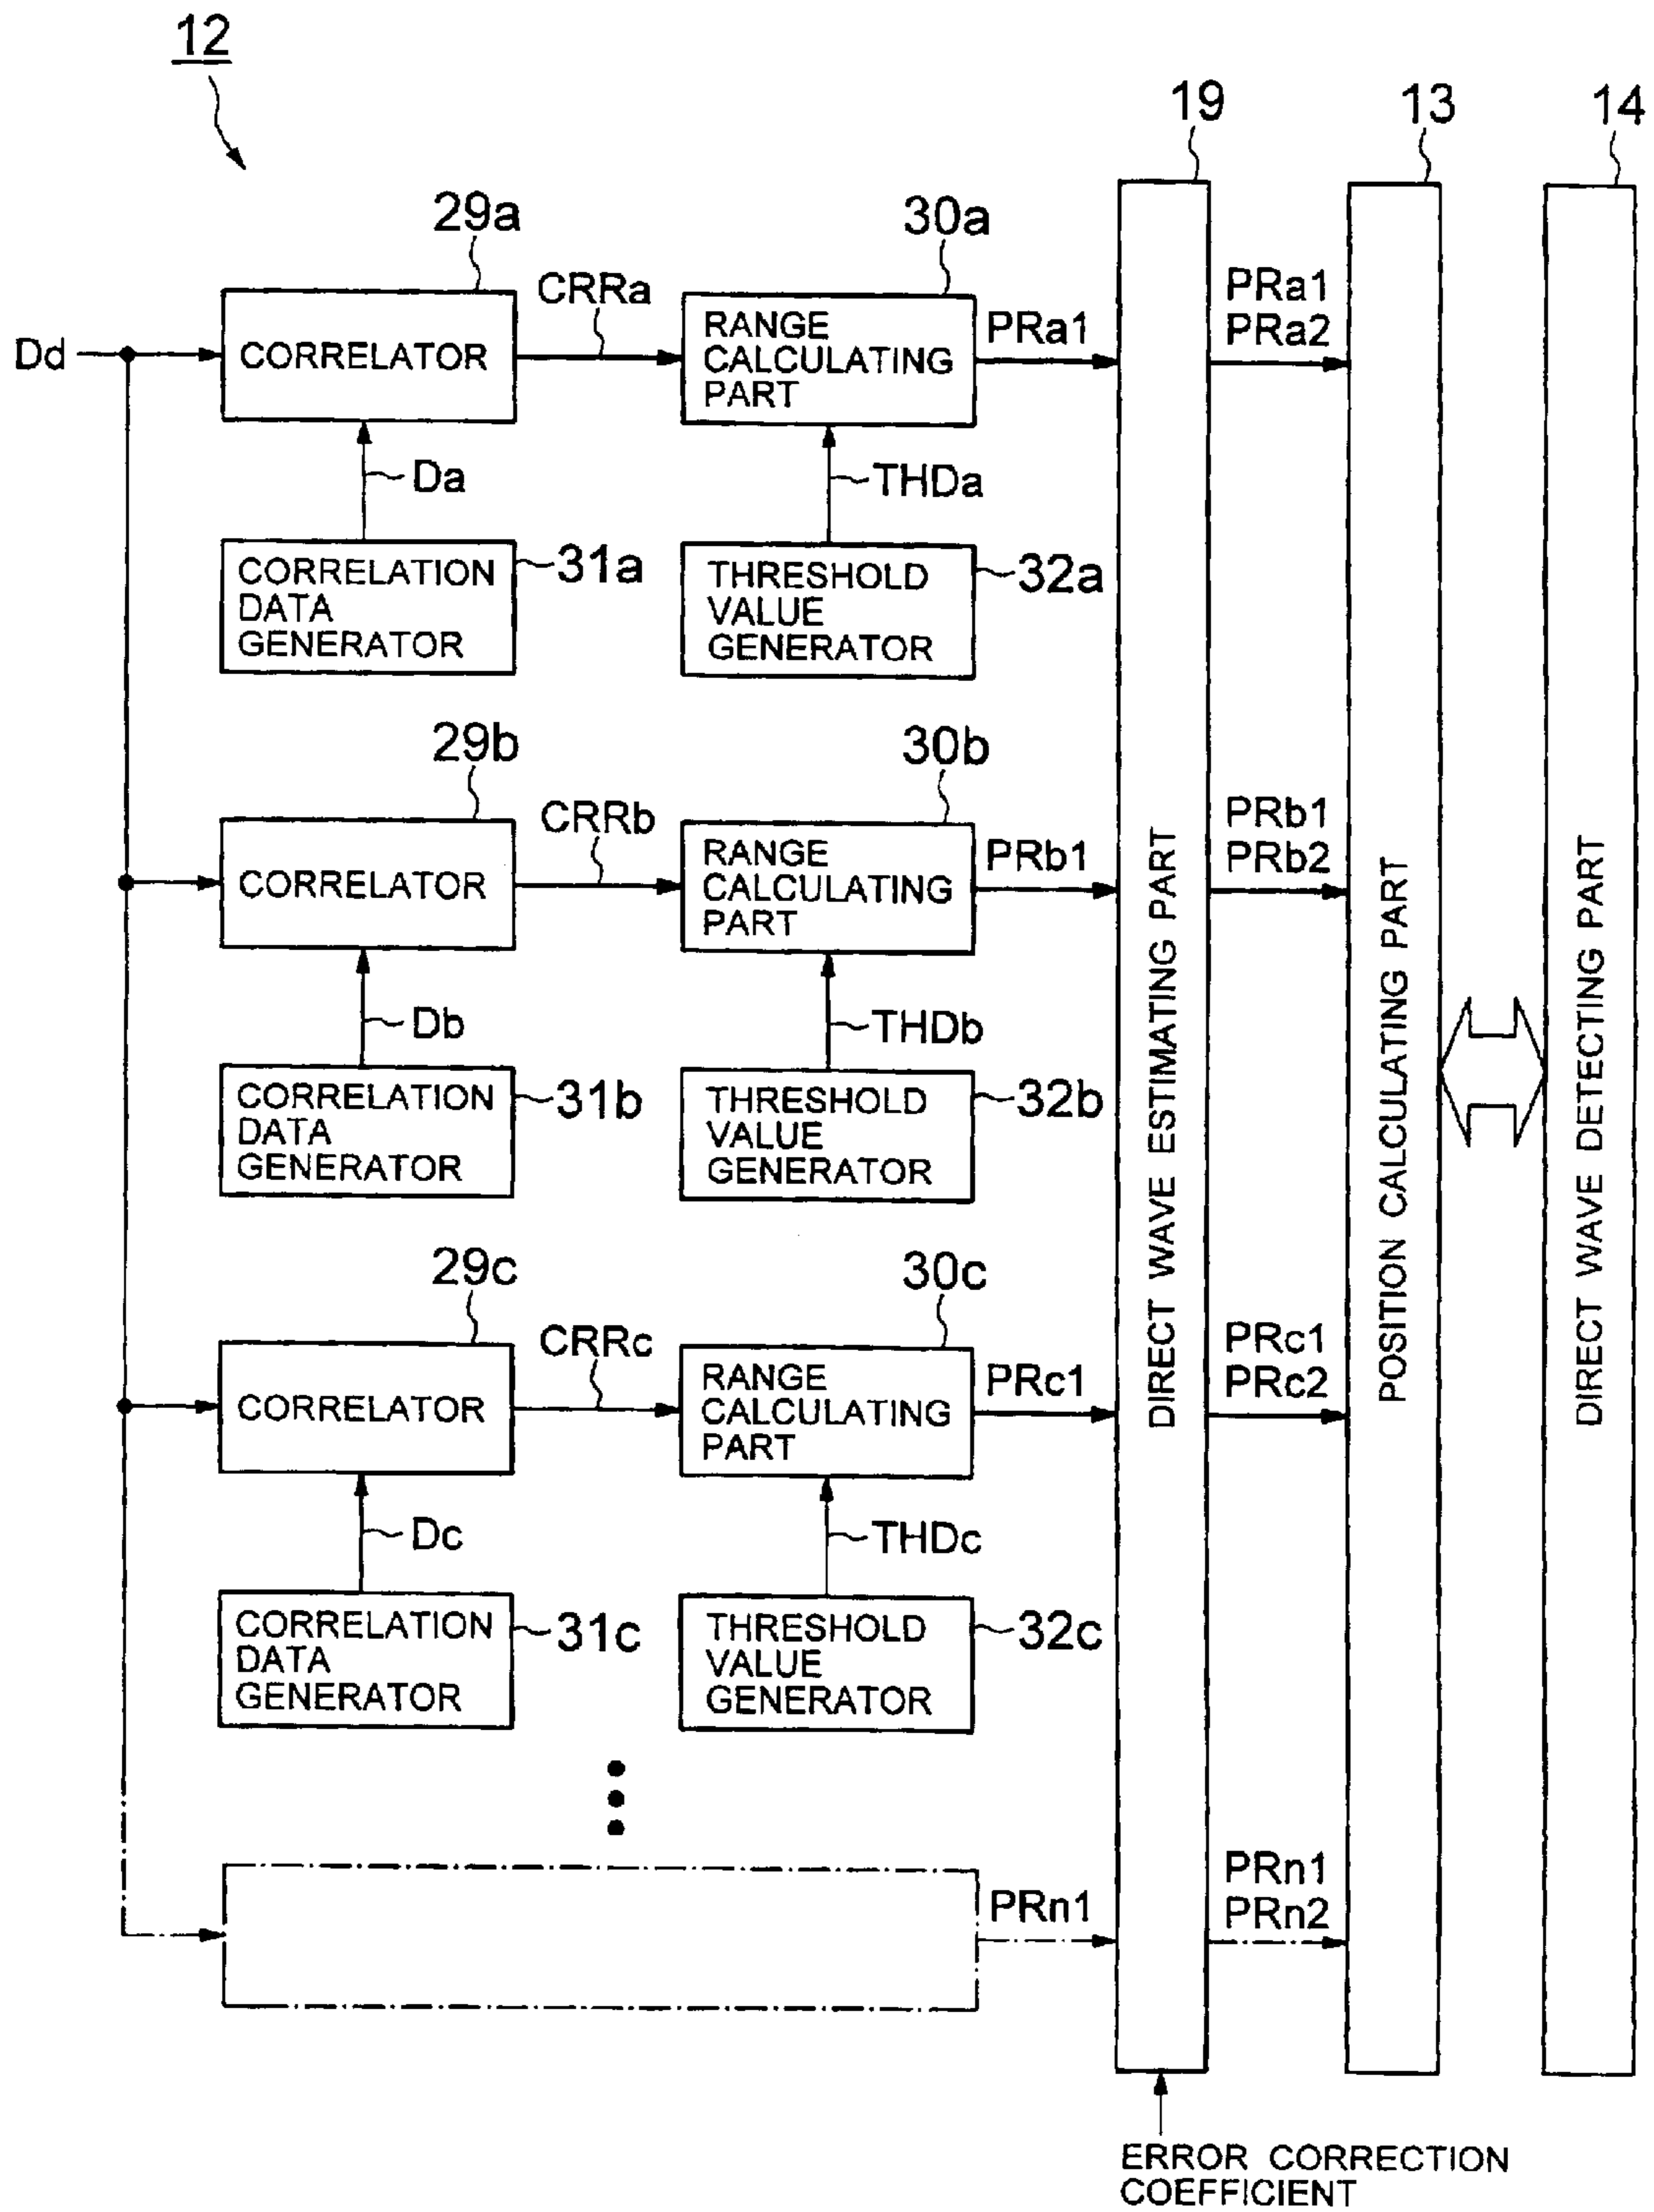 12
19
13
14
29a
30a
CRRa
PRa1
PRa1
PRa2
Dd
CORRELATOR
RANGE
CALCULATING
PART
Da
THDa
CORRELATION
DATA
GENERATOR
31a
THRESHOLD
VALUE
GENERATOR
32a
29b
30b
CRRb
PRb1
PRb1
PRb2
CORRELATOR
RANGE
CALCULATING
PART
Db
THDb
CORRELATION
DATA
GENERATOR
31b
THRESHOLD
VALUE
GENERATOR
32b
29c
30c
CRRc
PRc1
PRc1
PRc2
CORRELATOR
RANGE
CALCULATING
PART
Dc
THDc
CORRELATION
DATA
GENERATOR
31c
THRESHOLD
VALUE
GENERATOR
32c
PRn1
PRn1
PRn2
DIRECT WAVE ESTIMATING PART
POSITION CALCULATING PART
DIRECT WAVE DETECTING PART
ERROR CORRECTION
COEFFICIENT